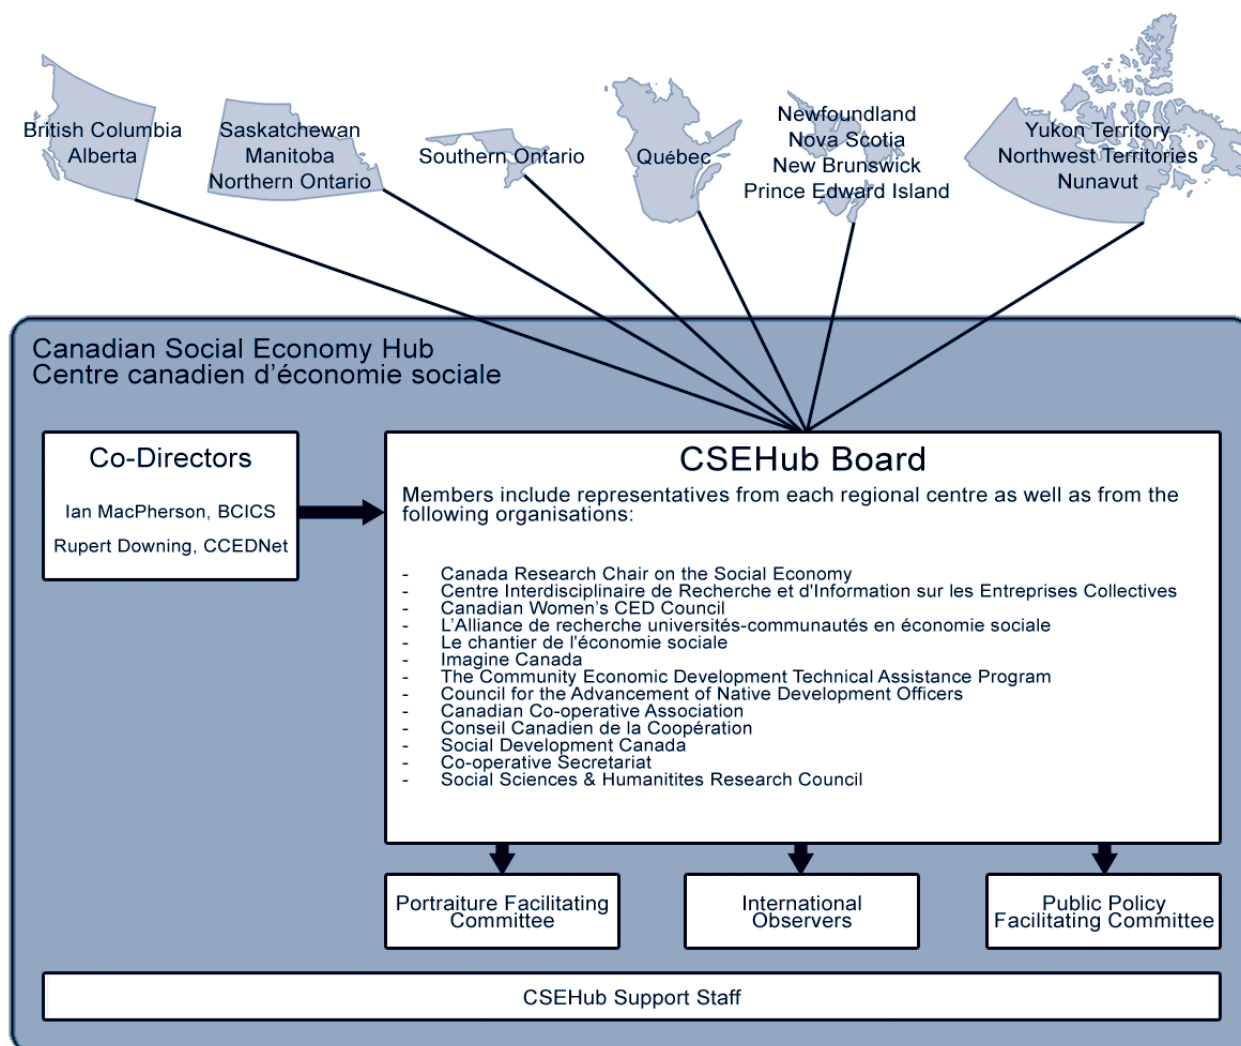 British Columbia
Alberta
Saskatchewan
Manitoba
Northern Ontario
Southern Ontario
Québec
Newfoundland
Nova Scotia
New Brunswick
Prince Edward Island
Yukon Territory
Northwest Territories
Nunavut
Canadian Social Economy Hub
Centre canadien d'économie sociale
Co-Directors
Ian MacPherson, BCICS
Rupert Downing, CCEDNet
CSEHub Board
Members include representatives from each regional centre as well as from the
following organisations:
- Canada Research Chair on the Social Economy
- Centre Interdisciplinaire de Recherche et d'Information sur les Entreprises Collectives
- Canadian Women's CED Council
- L'Alliance de recherche universités-communautés en économie sociale
- Le chantier de l'économie sociale
- Imagine Canada
- The Community Economic Development Technical Assistance Program
- Council for the Advancement of Native Development Officers
- Canadian Co-operative Association
- Conseil Canadien de la Coopération
- Social Development Canada
- Co-operative Secretariat
- Social Sciences & Humanitites Research Council
Portraiture Facilitating
Committee
International
Observers
Public Policy
Facilitating Committee
CSEHub Support Staff